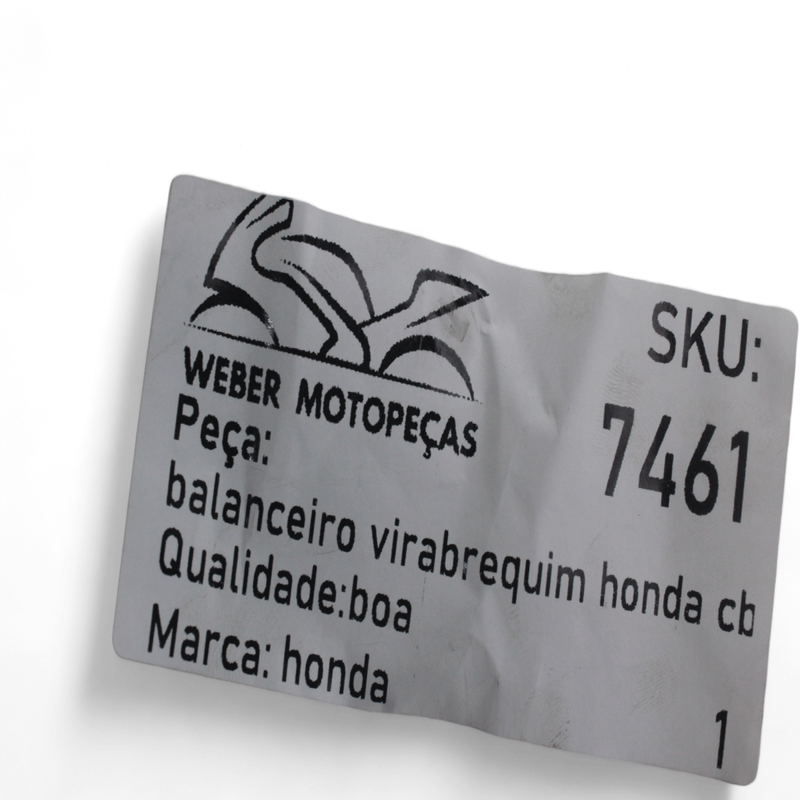 WEBER MOTOPEÇAS
SKU:
7461
Peça:
balanceiro virabrequim honda cb
Qualidade:boa
Marca: honda
1